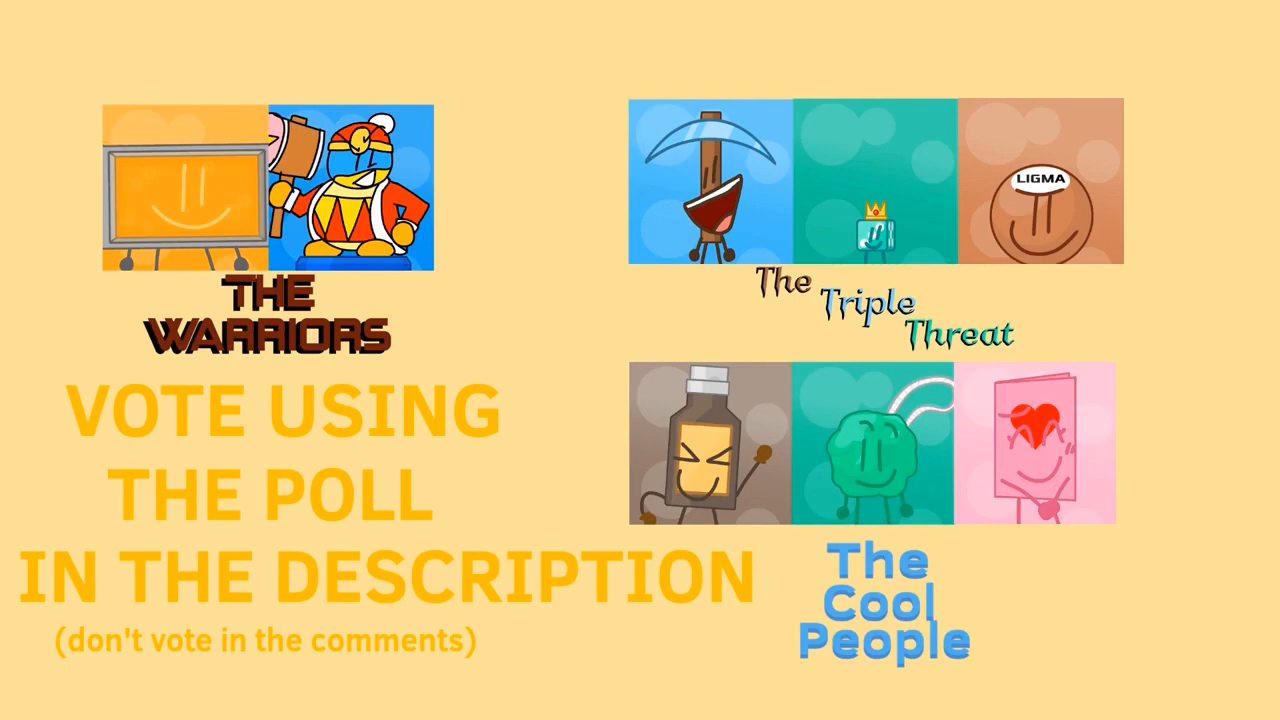 THE
WARRIORS
LIGMA
The
Triple
Threat
VOTE USING
THE POLL
IN THE DESCRIPTION
(don't vote in the comments)
The
Cool
People